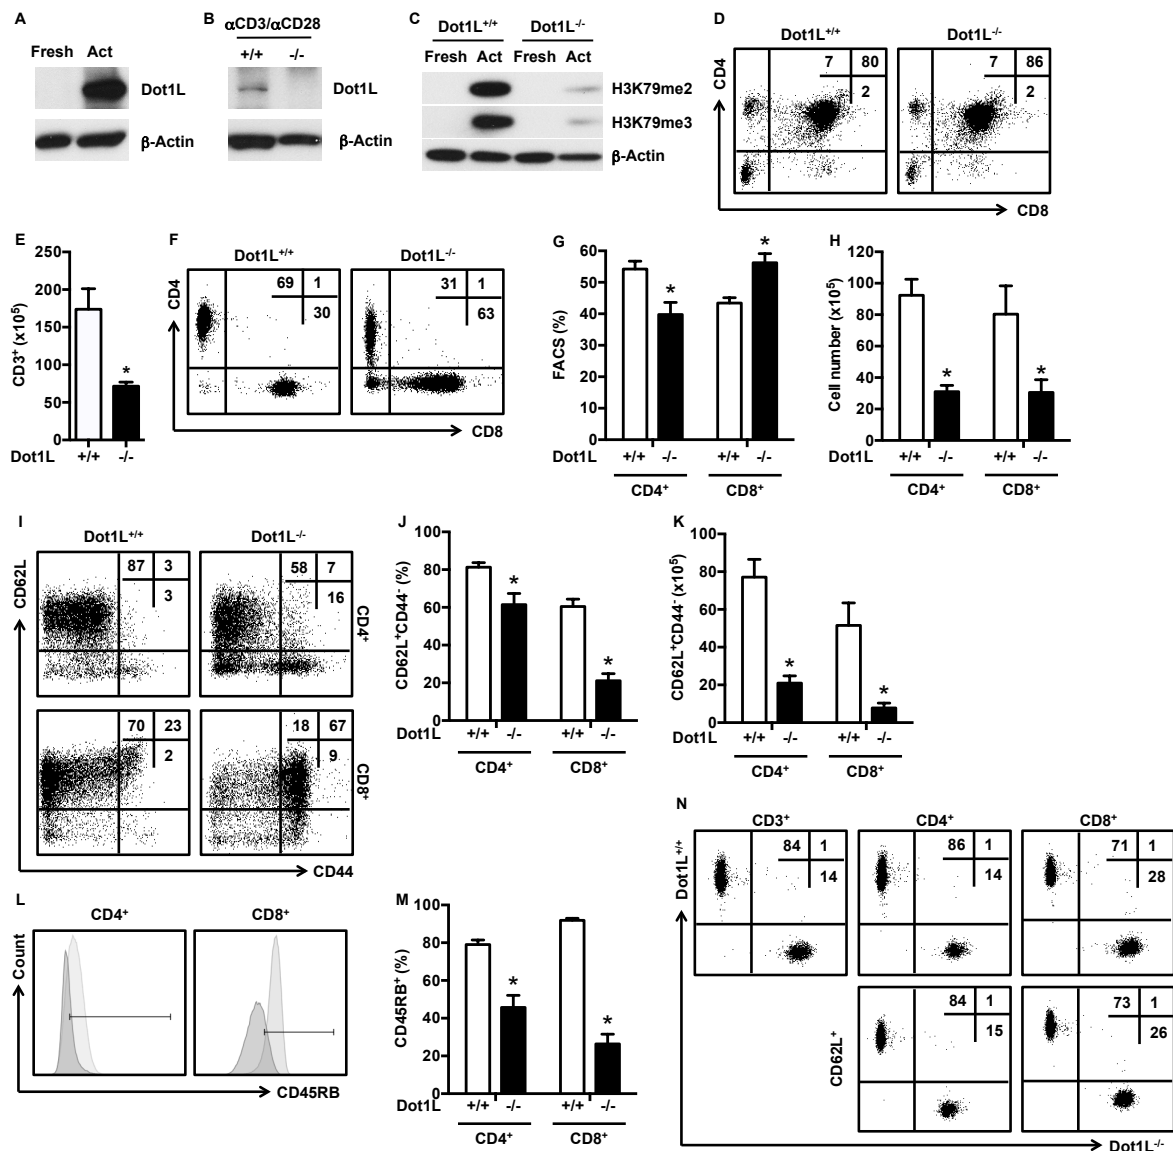 A
Fresh Act
Dot1L
β-Actin
B
αCD3/αCD28
+/+ -/-
Dot1L
β-Actin
C
Dot1L+/+ Dot1L-/-
Fresh Act Fresh Act
H3K79me2
H3K79me3
β-Actin
D
Dot1L+/+ Dot1L-/-
CD4
7 80
2
7 86
2
CD8
E
CD3+ (x10^5)
250
200
150
100
50
0
Dot1L +/+ -/-
*
F
Dot1L+/+ Dot1L-/-
CD4
69 1
30
31 1
63
CD8
G
FACS (%)
60
50
40
30
20
10
0
* *
Dot1L +/+ -/- +/+ -/-
CD4+ CD8+
H
Cell number (x10^5)
120
100
80
60
40
20
0
* *
Dot1L +/+ -/- +/+ -/-
CD4+ CD8+
I
Dot1L+/+ Dot1L-/-
CD62L
87 3
3
58 7
16
CD4+
70 23
2
18 67
9
CD8+
CD44
J
CD62L+CD44- (%)
100
80
60
40
20
0
* *
Dot1L +/+ -/- +/+ -/-
CD4+ CD8+
K
CD62L+CD44- (x10^5)
100
80
60
40
20
0
* *
Dot1L +/+ -/- +/+ -/-
CD4+ CD8+
L
CD4+ CD8+
Count
CD45RB
M
CD45RB+ (%)
100
80
60
40
20
0
* *
Dot1L +/+ -/- +/+ -/-
CD4+ CD8+
N
CD3+ CD4+ CD8+
Dot1L+/+
84 1
14
86 1
14
71 1
28
CD62L+
84 1
15
73 1
26
Dot1L-/-